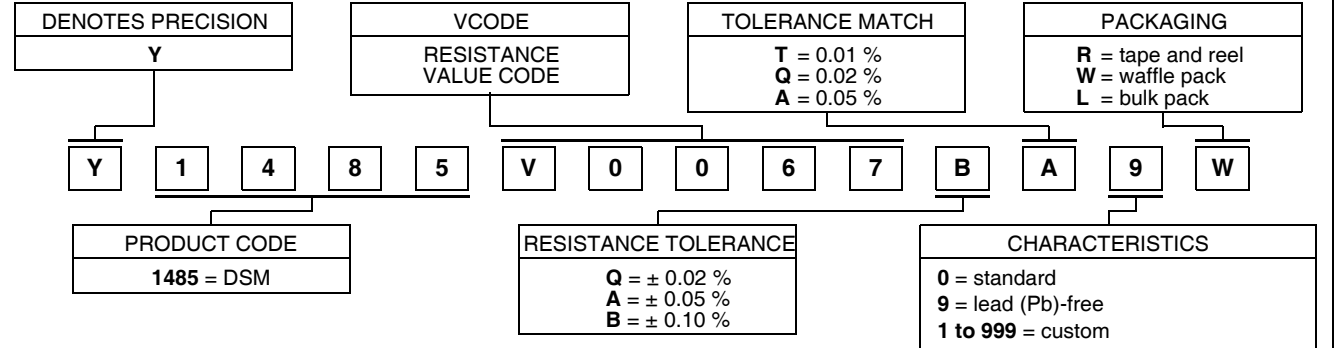 DENOTES PRECISION
Y
VCODE
RESISTANCE
VALUE CODE
TOLERANCE MATCH
T = 0.01 %
Q = 0.02 %
A = 0.05 %
PACKAGING
R = tape and reel
W = waffle pack
L = bulk pack
Y 1 4 8 5 V 0 0 6 7 B A 9 W
PRODUCT CODE
1485 = DSM
RESISTANCE TOLERANCE
Q = ± 0.02 %
A = ± 0.05 %
B = ± 0.10 %
CHARACTERISTICS
0 = standard
9 = lead (Pb)-free
1 to 999 = custom